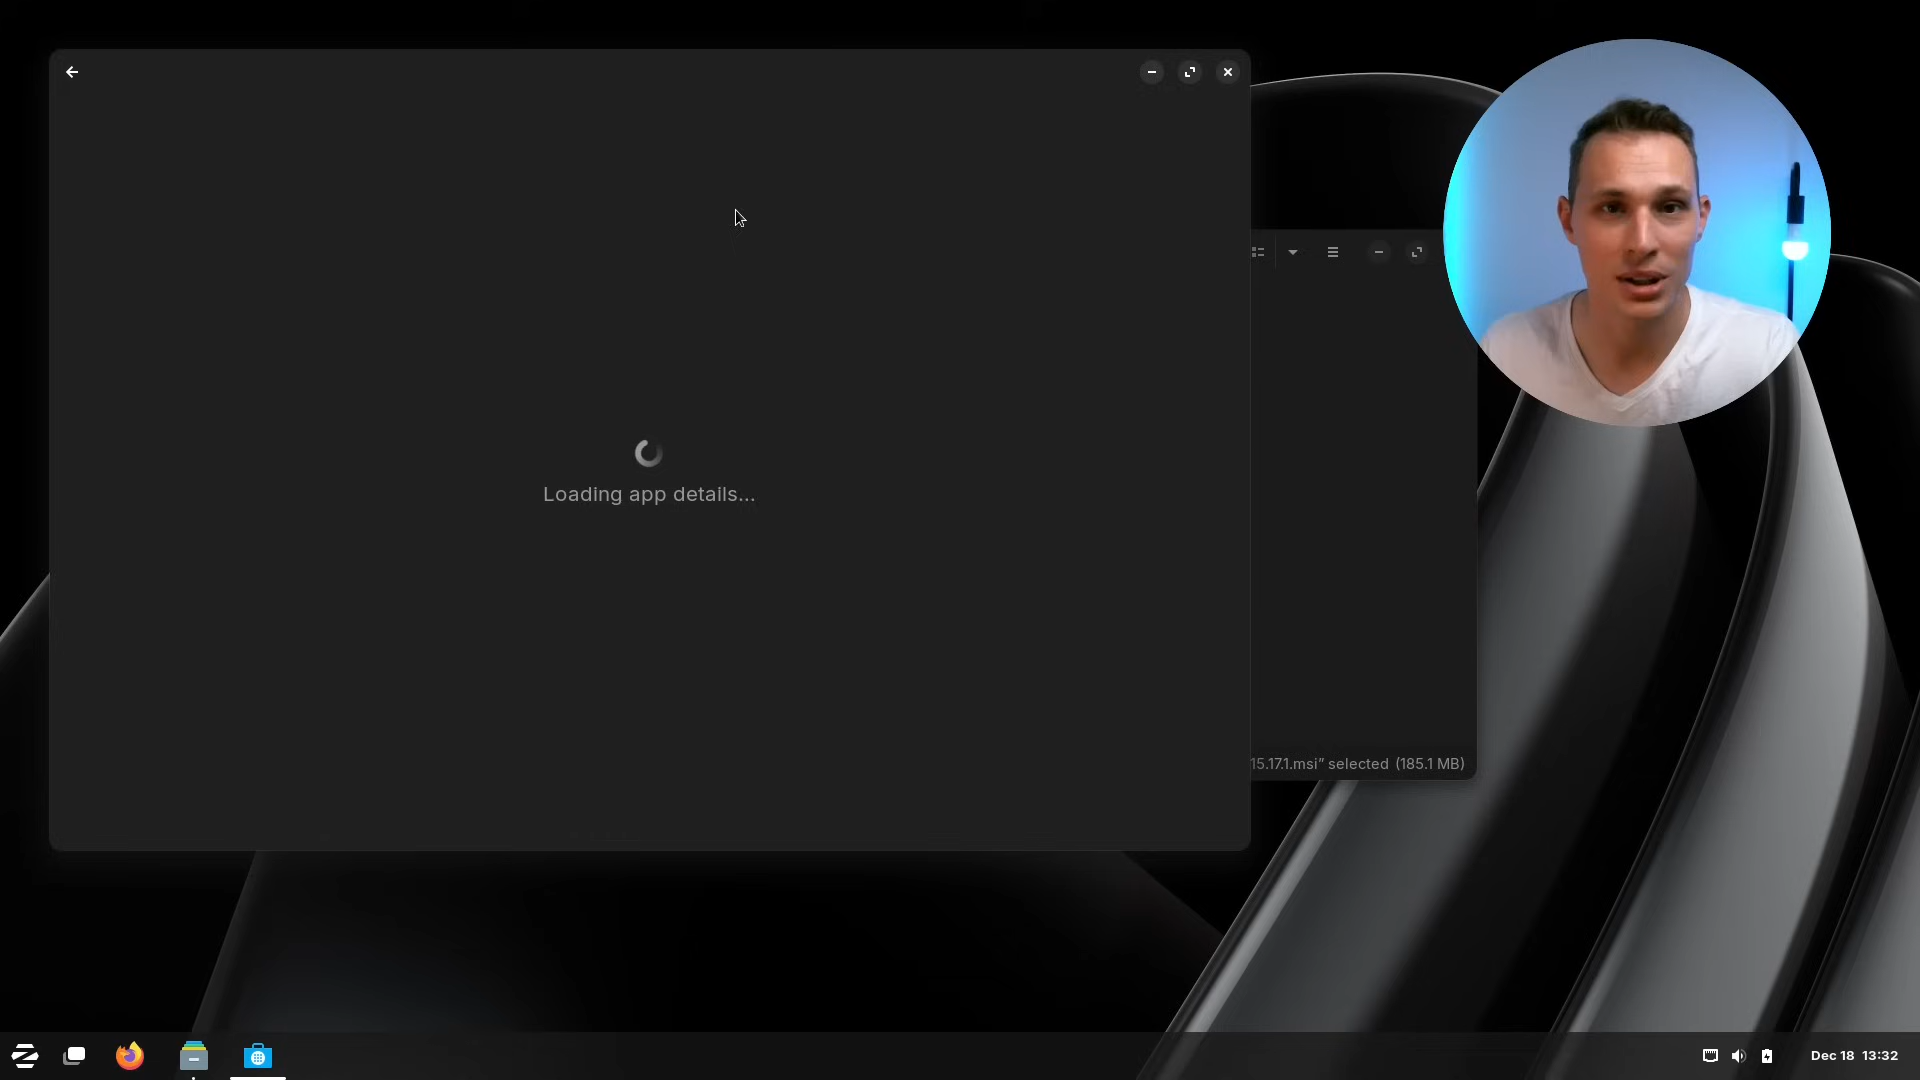 Loading app details...
15.17.1.msi” selected (185.1 MB)
Dec 18 13:32